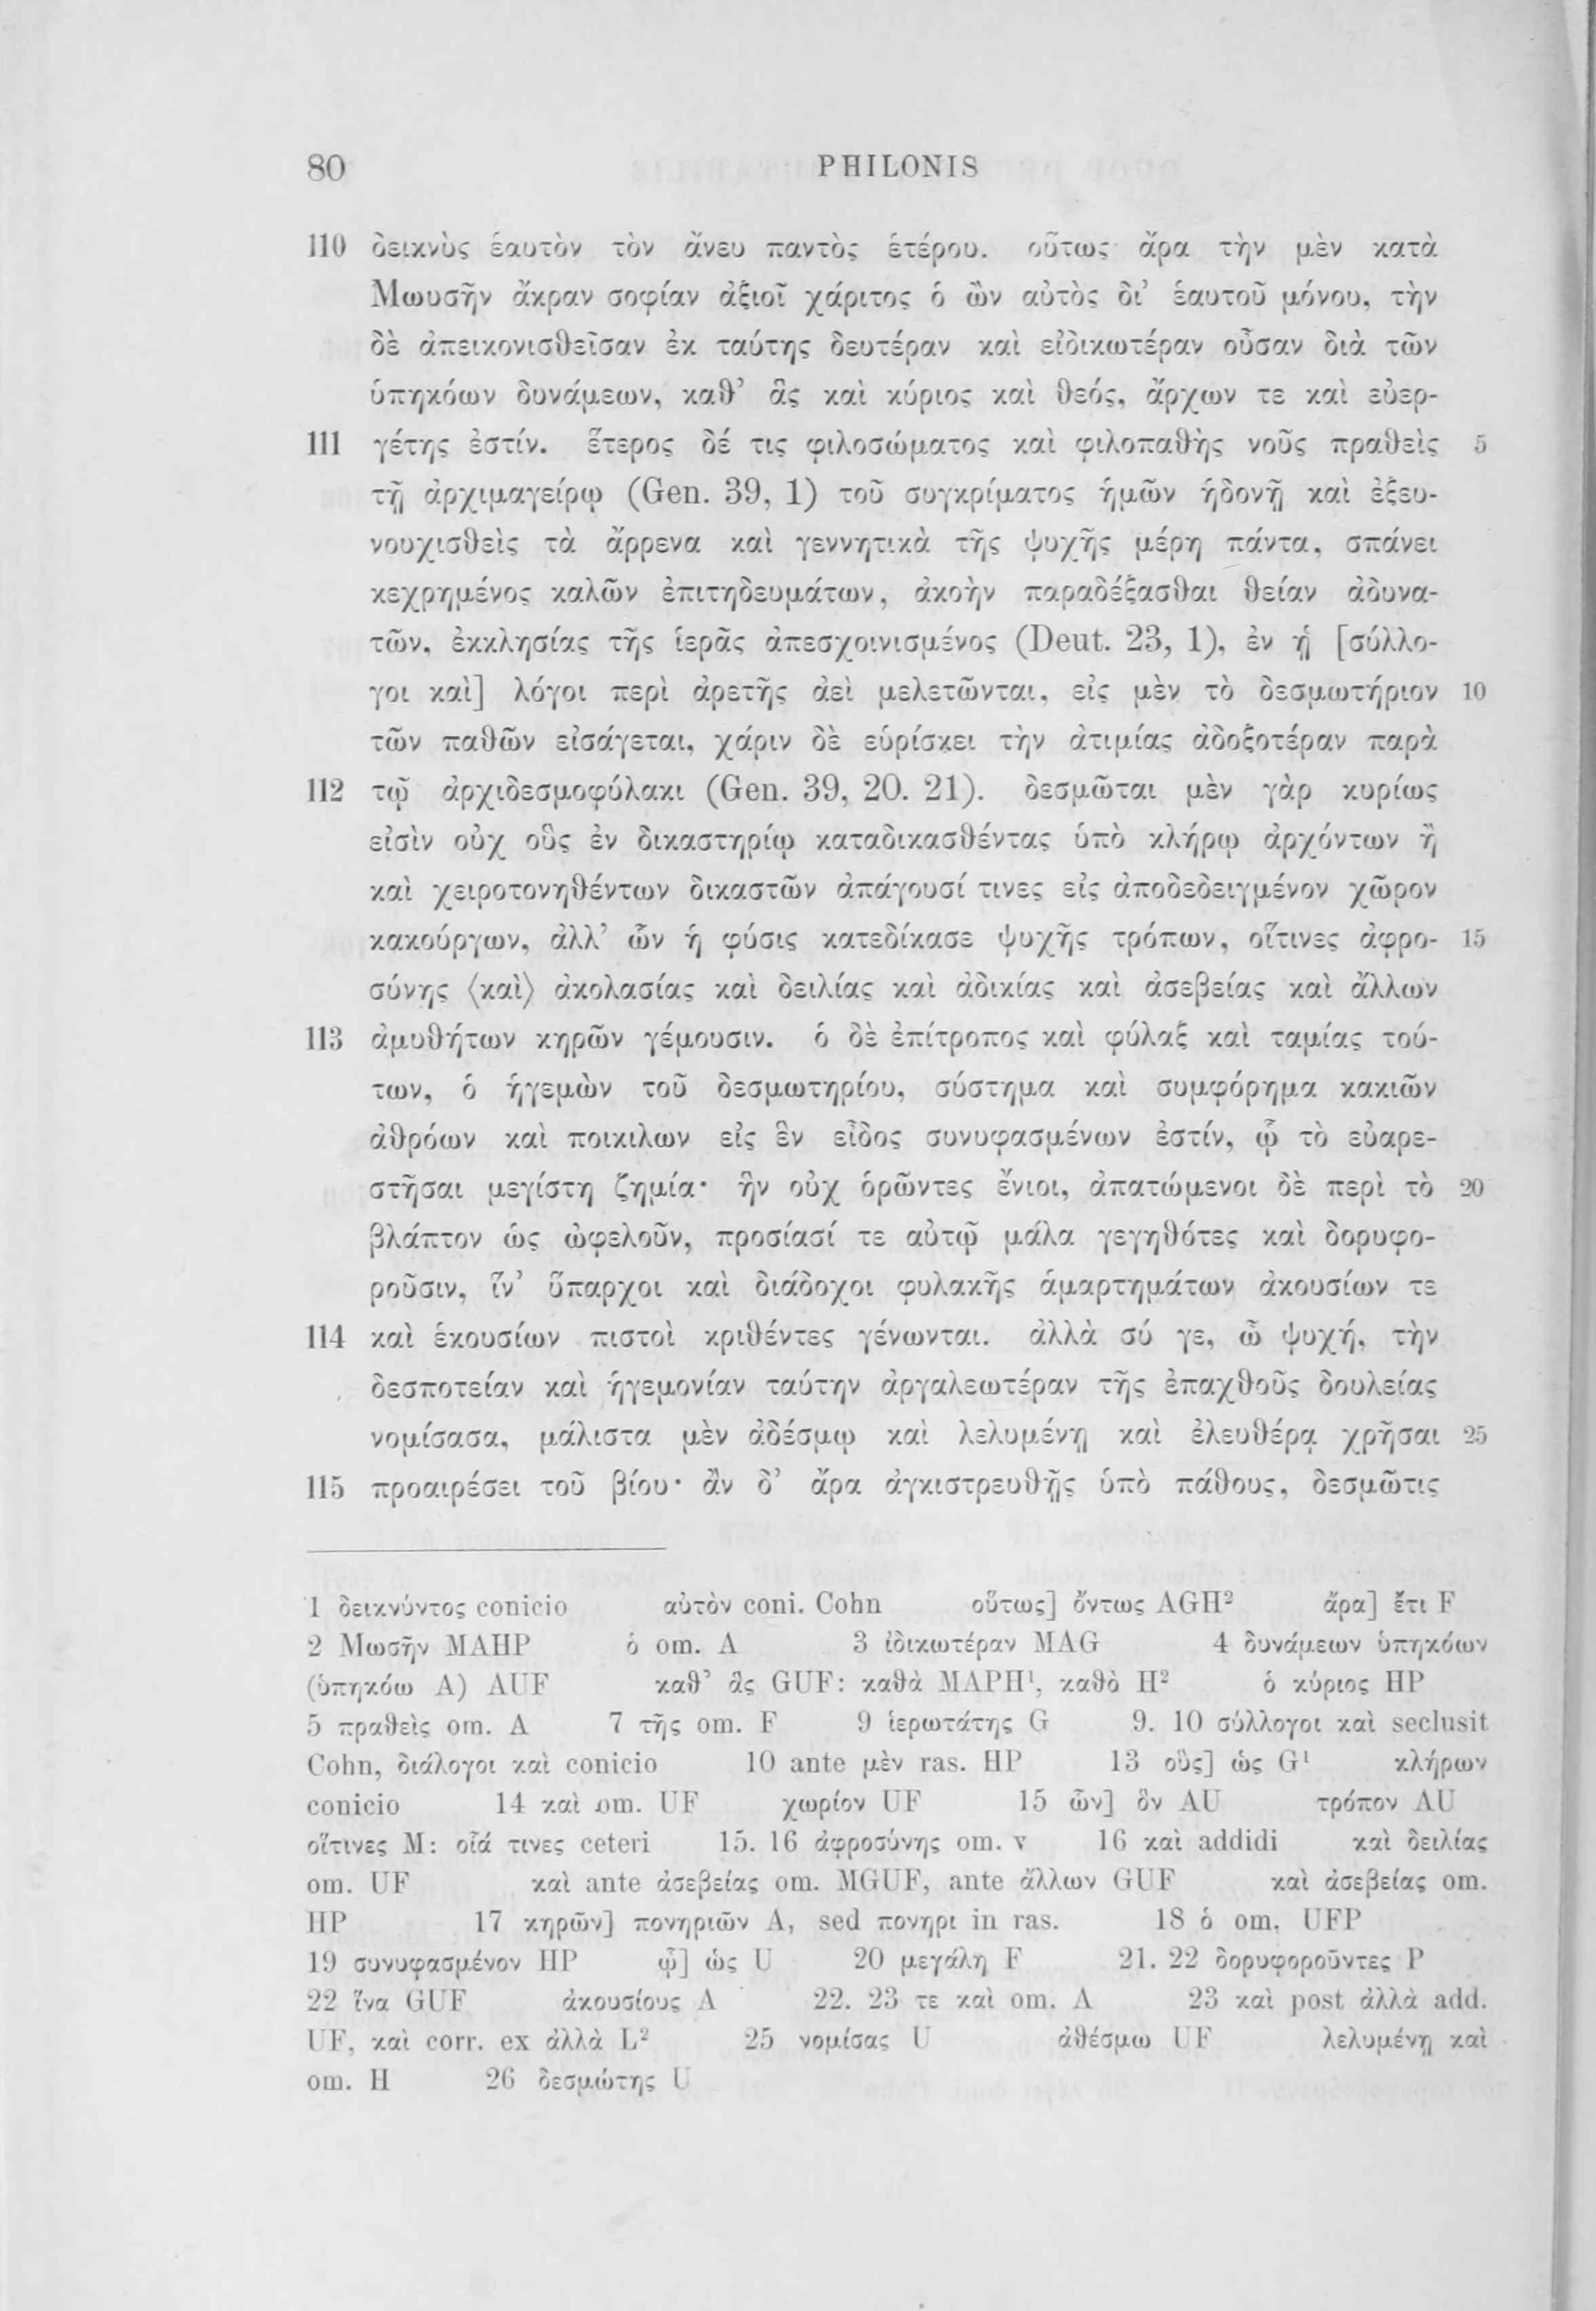 80 PHILONIS
110 δεικνὺς ἑαυτὸν τὸν ἄνευ παντὸς ἑτέρου. οὕτως ἄρα τὴν μὲν κατὰ
Μωυσῆν ἄκραν σοφίαν ἀξιοῖ χάριτος ὁ ὢν αὐτὸς δι’ ἑαυτοῦ μόνου, τὴν
δὲ ἀπεικονισθεῖσαν ἐκ ταύτης δευτέραν καὶ εἰδικωτέραν οὖσαν διὰ τῶν
ὑπηκόων δυνάμεων, καθ’ ἃς καὶ κύριος καὶ θεός, ἄρχων τε καὶ εὐερ-
111 γέτης ἐστίν. ἕτερος δέ τις φιλοσώματος καὶ φιλοπαθὴς νοῦς πραθεὶς 5
τῇ ἀρχιμαγείρῳ (Gen. 39, 1) τοῦ συγκρίματος ἡμῶν ἡδονῇ καὶ ἐξευ-
νουχισθεὶς τὰ ἄρρενα καὶ γεννητικὰ τῆς ψυχῆς μέρη πάντα, σπάνει
κεχρημένος καλῶν ἐπιτηδευμάτων, ἀκοὴν παραδέξασθαι θείαν ἀδυνα-
τῶν, ἐκκλησίας τῆς ἱερᾶς ἀπεσχοινισμένος (Deut. 23, 1), ἐν ᾗ [σύλλο-
γοι καὶ] λόγοι περὶ ἀρετῆς ἀεὶ μελετῶνται, εἰς μὲν τὸ δεσμωτήριον 10
τῶν παθῶν εἰσάγεται, χάριν δὲ εὑρίσκει τὴν ἀτιμίας ἀδοξοτέραν παρὰ
112 τῷ ἀρχιδεσμοφύλακι (Gen. 39, 20. 21). δεσμῶται μὲν γὰρ κυρίως
εἰσὶν οὐχ οὓς ἐν δικαστηρίῳ καταδικασθέντας ὑπὸ κλήρῳ ἀρχόντων ἢ
καὶ χειροτονηθέντων δικαστῶν ἀπάγουσί τινες εἰς ἀποδεδειγμένον χῶρον
κακούργων, ἀλλ’ ὧν ἡ φύσις κατεδίκασε ψυχῆς τρόπων, οἵτινες ἀφρο- 15
σύνης ⟨καὶ⟩ ἀκολασίας καὶ δειλίας καὶ ἀδικίας καὶ ἀσεβείας καὶ ἄλλων
113 ἀμυθήτων κηρῶν γέμουσιν. ὁ δὲ ἐπίτροπος καὶ φύλαξ καὶ ταμίας τού-
των, ὁ ἡγεμὼν τοῦ δεσμωτηρίου, σύστημα καὶ συμφόρημα κακιῶν
ἀθρόων καὶ ποικιλων εἰς ἓν εἶδος συνυφασμένων ἐστίν, ᾧ τὸ εὐαρε-
στῆσαι μεγίστη ζημία· ἣν οὐχ ὁρῶντες ἔνιοι, ἀπατώμενοι δὲ περὶ τὸ 20
βλάπτον ὡς ὠφελοῦν, προσίασί τε αὐτῷ μάλα γεγηθότες καὶ δορυφο-
ροῦσιν, ἵν’ ὕπαρχοι καὶ διάδοχοι φυλακῆς ἁμαρτημάτων ἀκουσίων τε
114 καὶ ἑκουσίων πιστοὶ κριθέντες γένωνται. ἀλλὰ σύ γε, ὦ ψυχή, τὴν
δεσποτείαν καὶ ἡγεμονίαν ταύτην ἀργαλεωτέραν τῆς ἐπαχθοῦς δουλείας
νομίσασα, μάλιστα μὲν ἀδέσμῳ καὶ λελυμένῃ καὶ ἐλευθέρᾳ χρῆσαι 25
115 προαιρέσει τοῦ βίου· ἂν δ’ ἄρα ἀγκιστρευθῇς ὑπὸ πάθους, δεσμῶτις
1 δεικνύντος conicio αὐτὸν coni. Cohn οὕτως] ὄντως AGH² ἄρα] ἔτι F
2 Μωσῆν MAHP ὁ om. A 3 ἰδικωτέραν MAG 4 δυνάμεων ὑπηκόων
(ὑπηκόω A) AUF καθ’ ἃς GUF: καθὰ MAPH¹, καθὸ H² ὁ κύριος HP
5 πραθεὶς om. A 7 τῆς om. F 9 ἱερωτάτης G 9. 10 σύλλογοι καὶ seclusit
Cohn, διάλογοι καὶ conicio 10 ante μὲν ras. HP 13 οὓς] ὡς G¹ κλήρων
conicio 14 καὶ om. UF χωρίον UF 15 ὧν] ὃν AU τρόπον AU
οἵτινες M: οἷά τινες ceteri 15. 16 ἀφροσύνης om. v 16 καὶ addidi καὶ δειλίας
om. UF καὶ ante ἀσεβείας om. MGUF, ante ἄλλων GUF καὶ ἀσεβείας om.
HP 17 κηρῶν] πονηριῶν A, sed πονηρι in ras. 18 ὁ om. UFP
19 συνυφασμένον HP ᾧ] ὡς U 20 μεγάλη F 21. 22 δορυφοροῦντες P
22 ἵνα GUF ἀκουσίους A 22. 23 τε καὶ om. A 23 καὶ post ἀλλὰ add.
UF, καὶ corr. ex ἀλλὰ L² 25 νομίσας U ἀθέσμω UF λελυμένῃ καὶ
om. H 26 δεσμώτης U